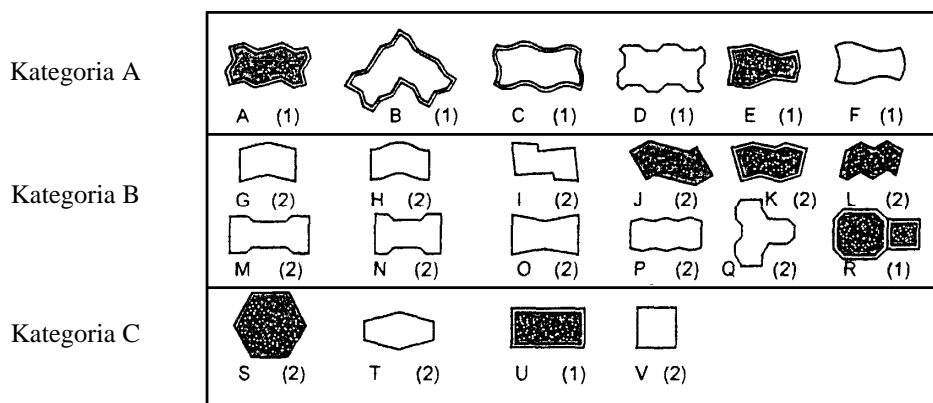 Kategoria A
A (1) B (1) C (1) D (1) E (1) F (1)
Kategoria B
G (2) H (2) I (2) J (2) K (2) L (2)
M (2) N (2) O (2) P (2) Q (2) R (1)
Kategoria C
S (2) T (2) U (1) V (2)